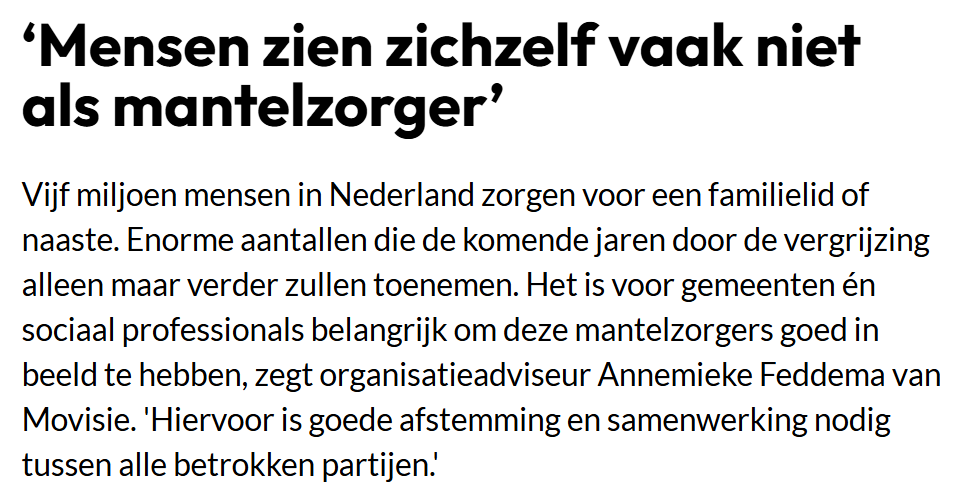 ‘Mensen zien zichzelf vaak niet
als mantelzorger’
Vijf miljoen mensen in Nederland zorgen voor een familielid of
naaste. Enorme aantallen die de komende jaren door de vergrijzing
alleen maar verder zullen toenemen. Het is voor gemeenten én
sociaal professionals belangrijk om deze mantelzorgers goed in
beeld te hebben, zegt organisatieadviseur Annemieke Feddema van
Movisie. 'Hiervoor is goede afstemming en samenwerking nodig
tussen alle betrokken partijen.'